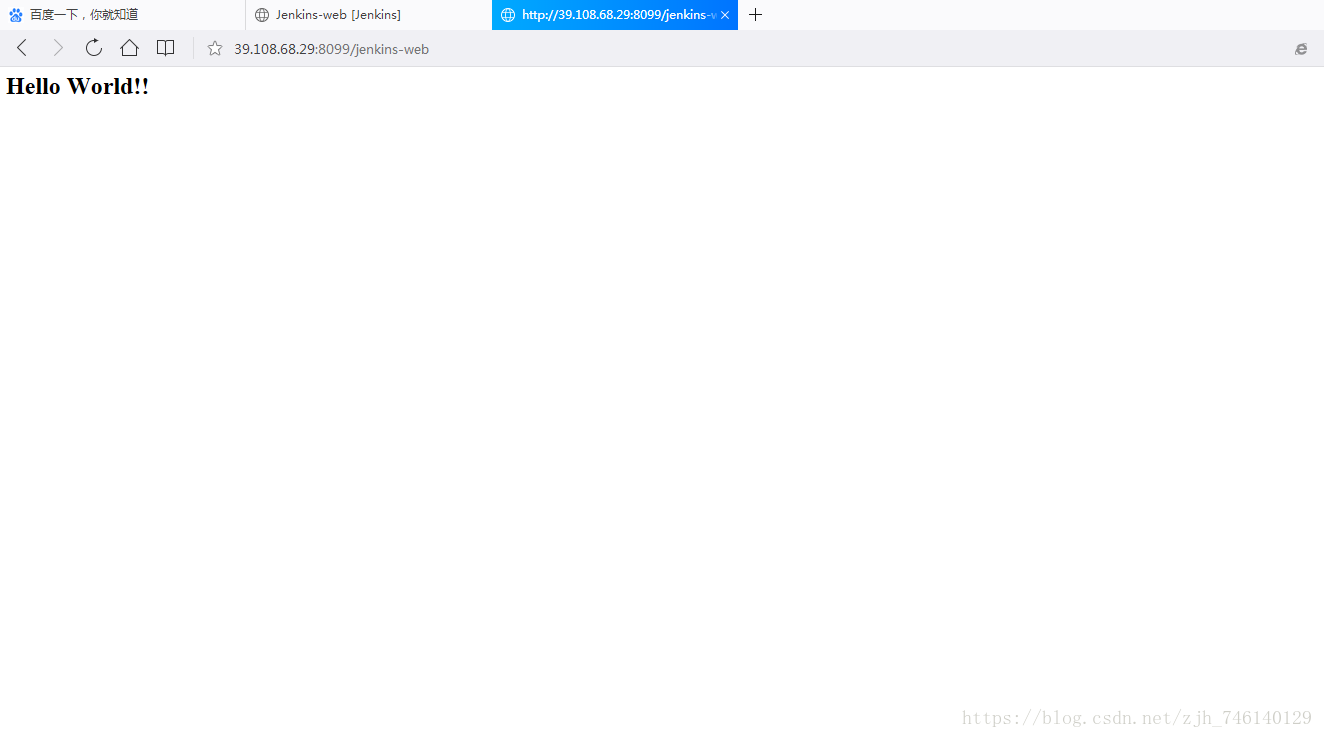 百度一下，你就知道
Jenkins-web [Jenkins]
http://39.108.68.29:8099/jenkins-w
39.108.68.29:8099/jenkins-web
Hello World!!
https://blog.csdn.net/zjh_746140129